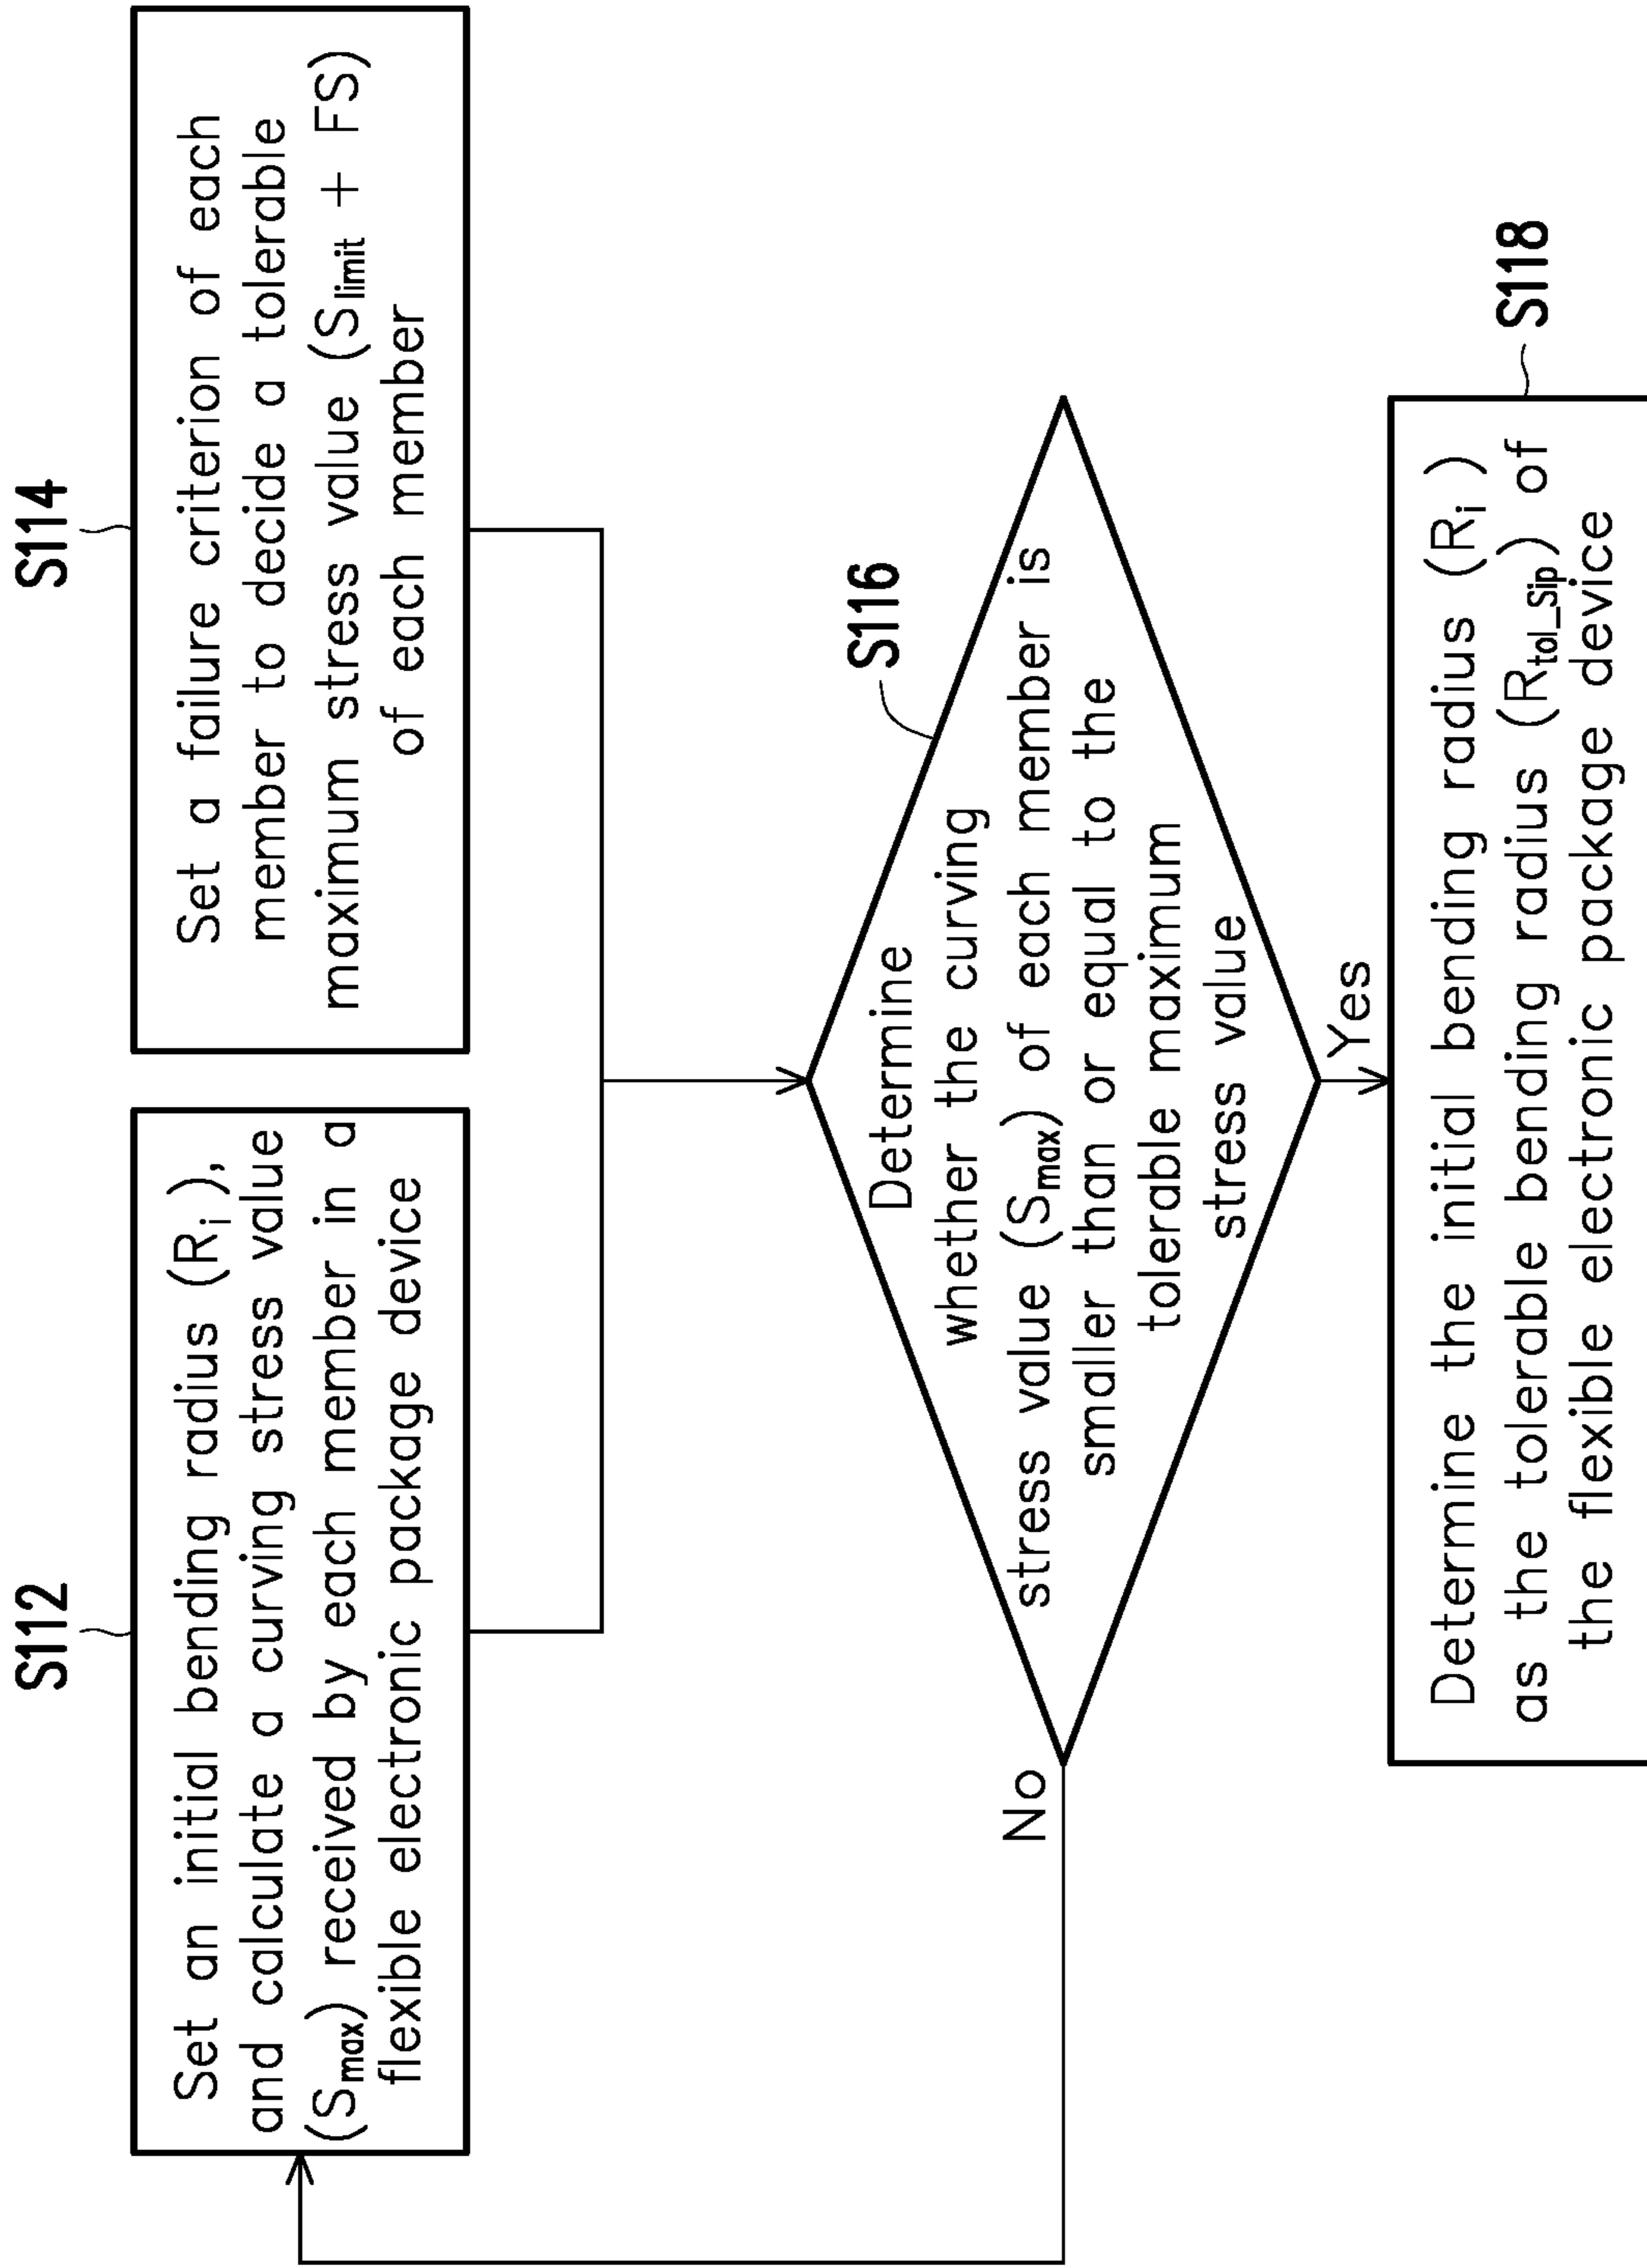 S112
Set an initial bending radius (Ri),
and calculate a curving stress value
(Smax) received by each member in a
flexible electronic package device
S114
Set a failure criterion of each
member to decide a tolerable
maximum stress value (Slimit + FS)
of each member
S116
Determine
whether the curving
stress value (Smax) of each member is
smaller than or equal to the
tolerable maximum
stress value
No
Yes
S118
Determine the initial bending radius (Ri)
as the tolerable bending radius (Rtol_Sip) of
the flexible electronic package device